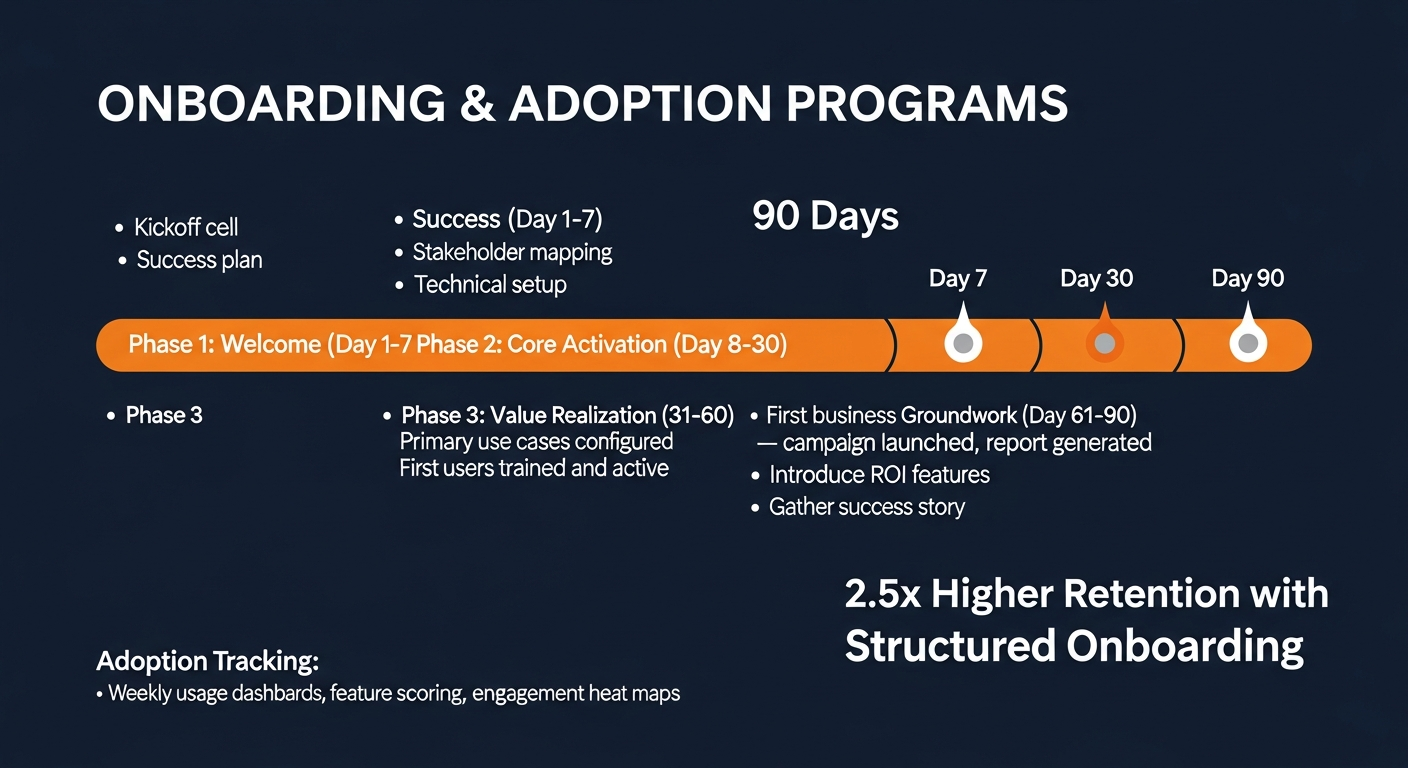 ONBOARDING & ADOPTION PROGRAMS
• Kickoff cell
• Success plan
• Success (Day 1-7)
• Stakeholder mapping
• Technical setup
90 Days
Day 7
Day 30
Day 90
Phase 1: Welcome (Day 1-7 Phase 2: Core Activation (Day 8-30)
• Phase 3
• Phase 3: Value Realization (31-60)
Primary use cases configured
First users trained and active
• First business Groundwork (Day 61-90)
— campaign launched, report generated
• Introduce ROI features
• Gather success story
2.5x Higher Retention with
Structured Onboarding
Adoption Tracking:
• Weekly usage dashbards, feature scoring, engagement heat maps